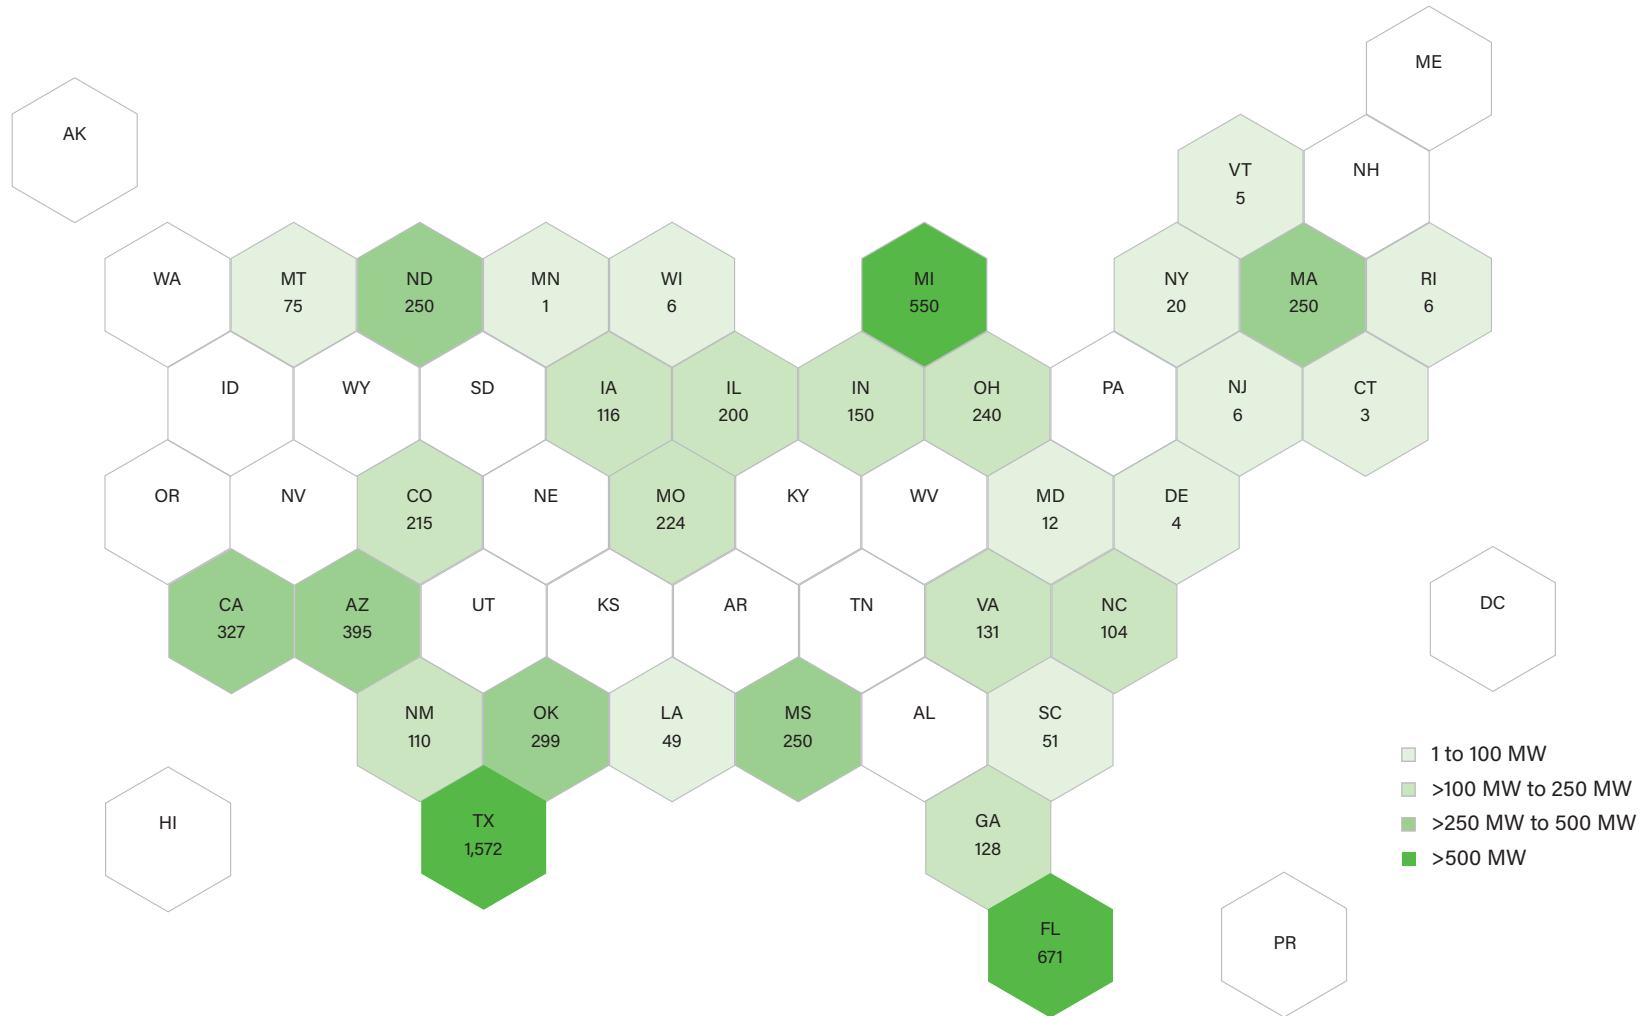 ME
AK
VT
5
NH
WA
MT
75
ND
250
MN
1
WI
6
MI
550
NY
20
MA
250
RI
6
ID
WY
SD
IA
116
IL
200
IN
150
OH
240
PA
NJ
6
CT
3
OR
NV
CO
215
NE
MO
224
KY
WV
MD
12
DE
4
CA
327
AZ
395
UT
KS
AR
TN
VA
131
NC
104
DC
NM
110
OK
299
LA
49
MS
250
AL
SC
51
HI
TX
1,572
GA
128
FL
671
PR
1 to 100 MW
>100 MW to 250 MW
>250 MW to 500 MW
>500 MW